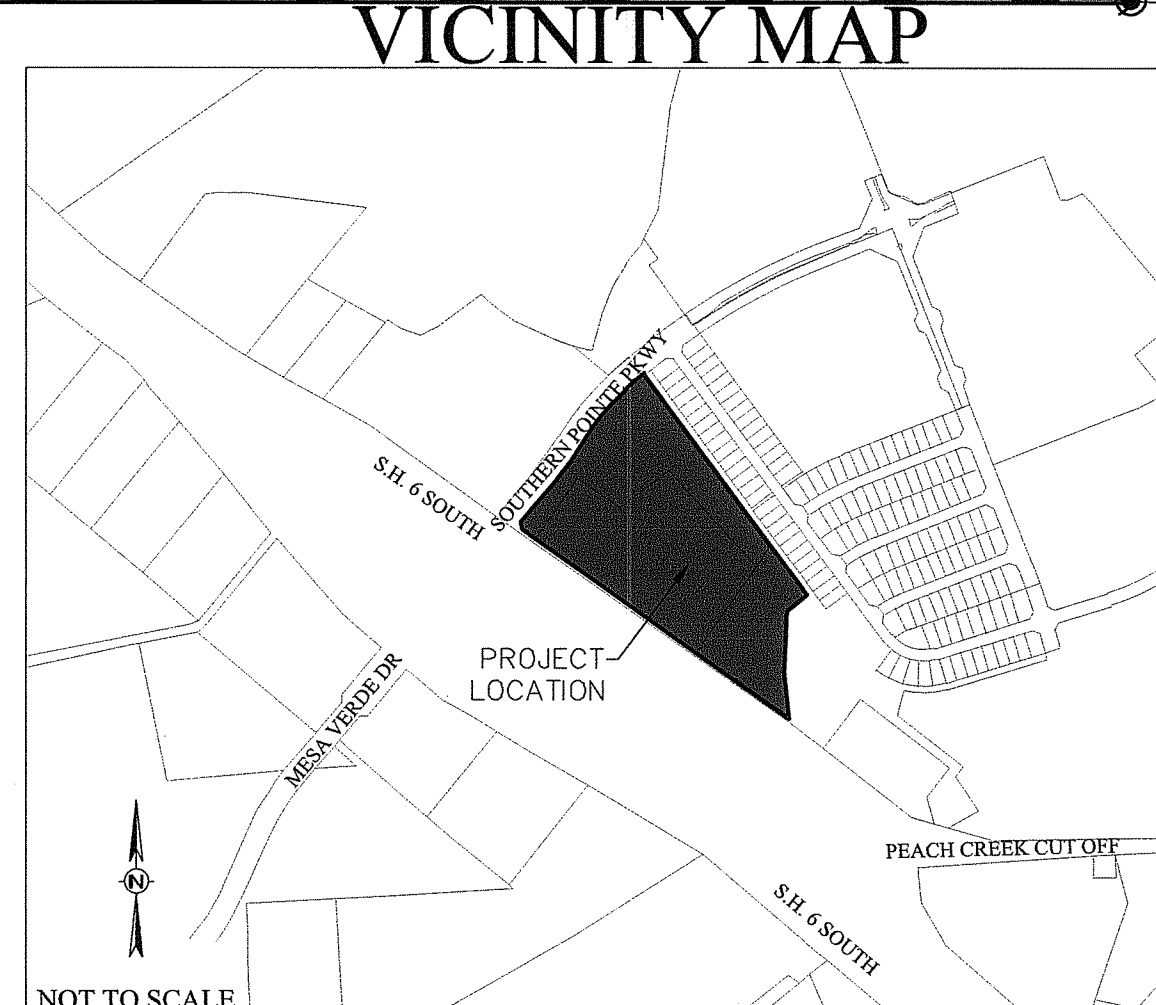 VICINITY MAP
SOUTHERN POINTE PKWY
S.H. 6 SOUTH
PROJECT
LOCATION
MESA VERDE DR
PEACH CREEK CUT OFF
S.H. 6 SOUTH
N
NOT TO SCALE